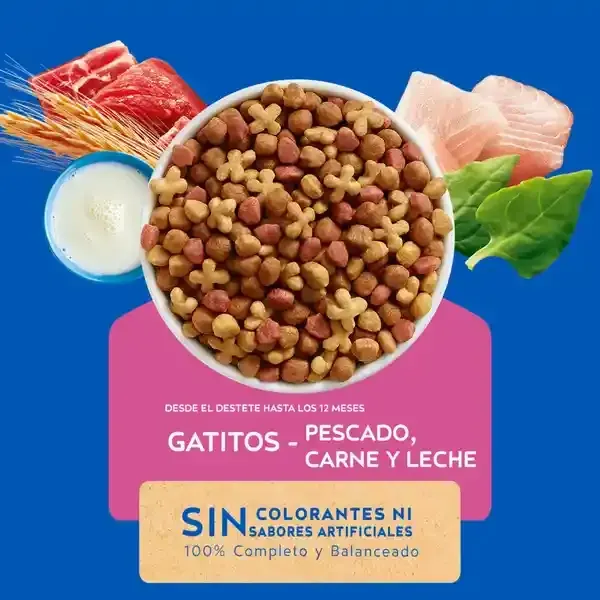 DESDE EL DESTETE HASTA LOS 12 MESES
GATITOS - PESCADO,
CARNE Y LECHE
SIN COLORANTES NI
SABORES ARTIFICIALES
100% Completo y Balanceado